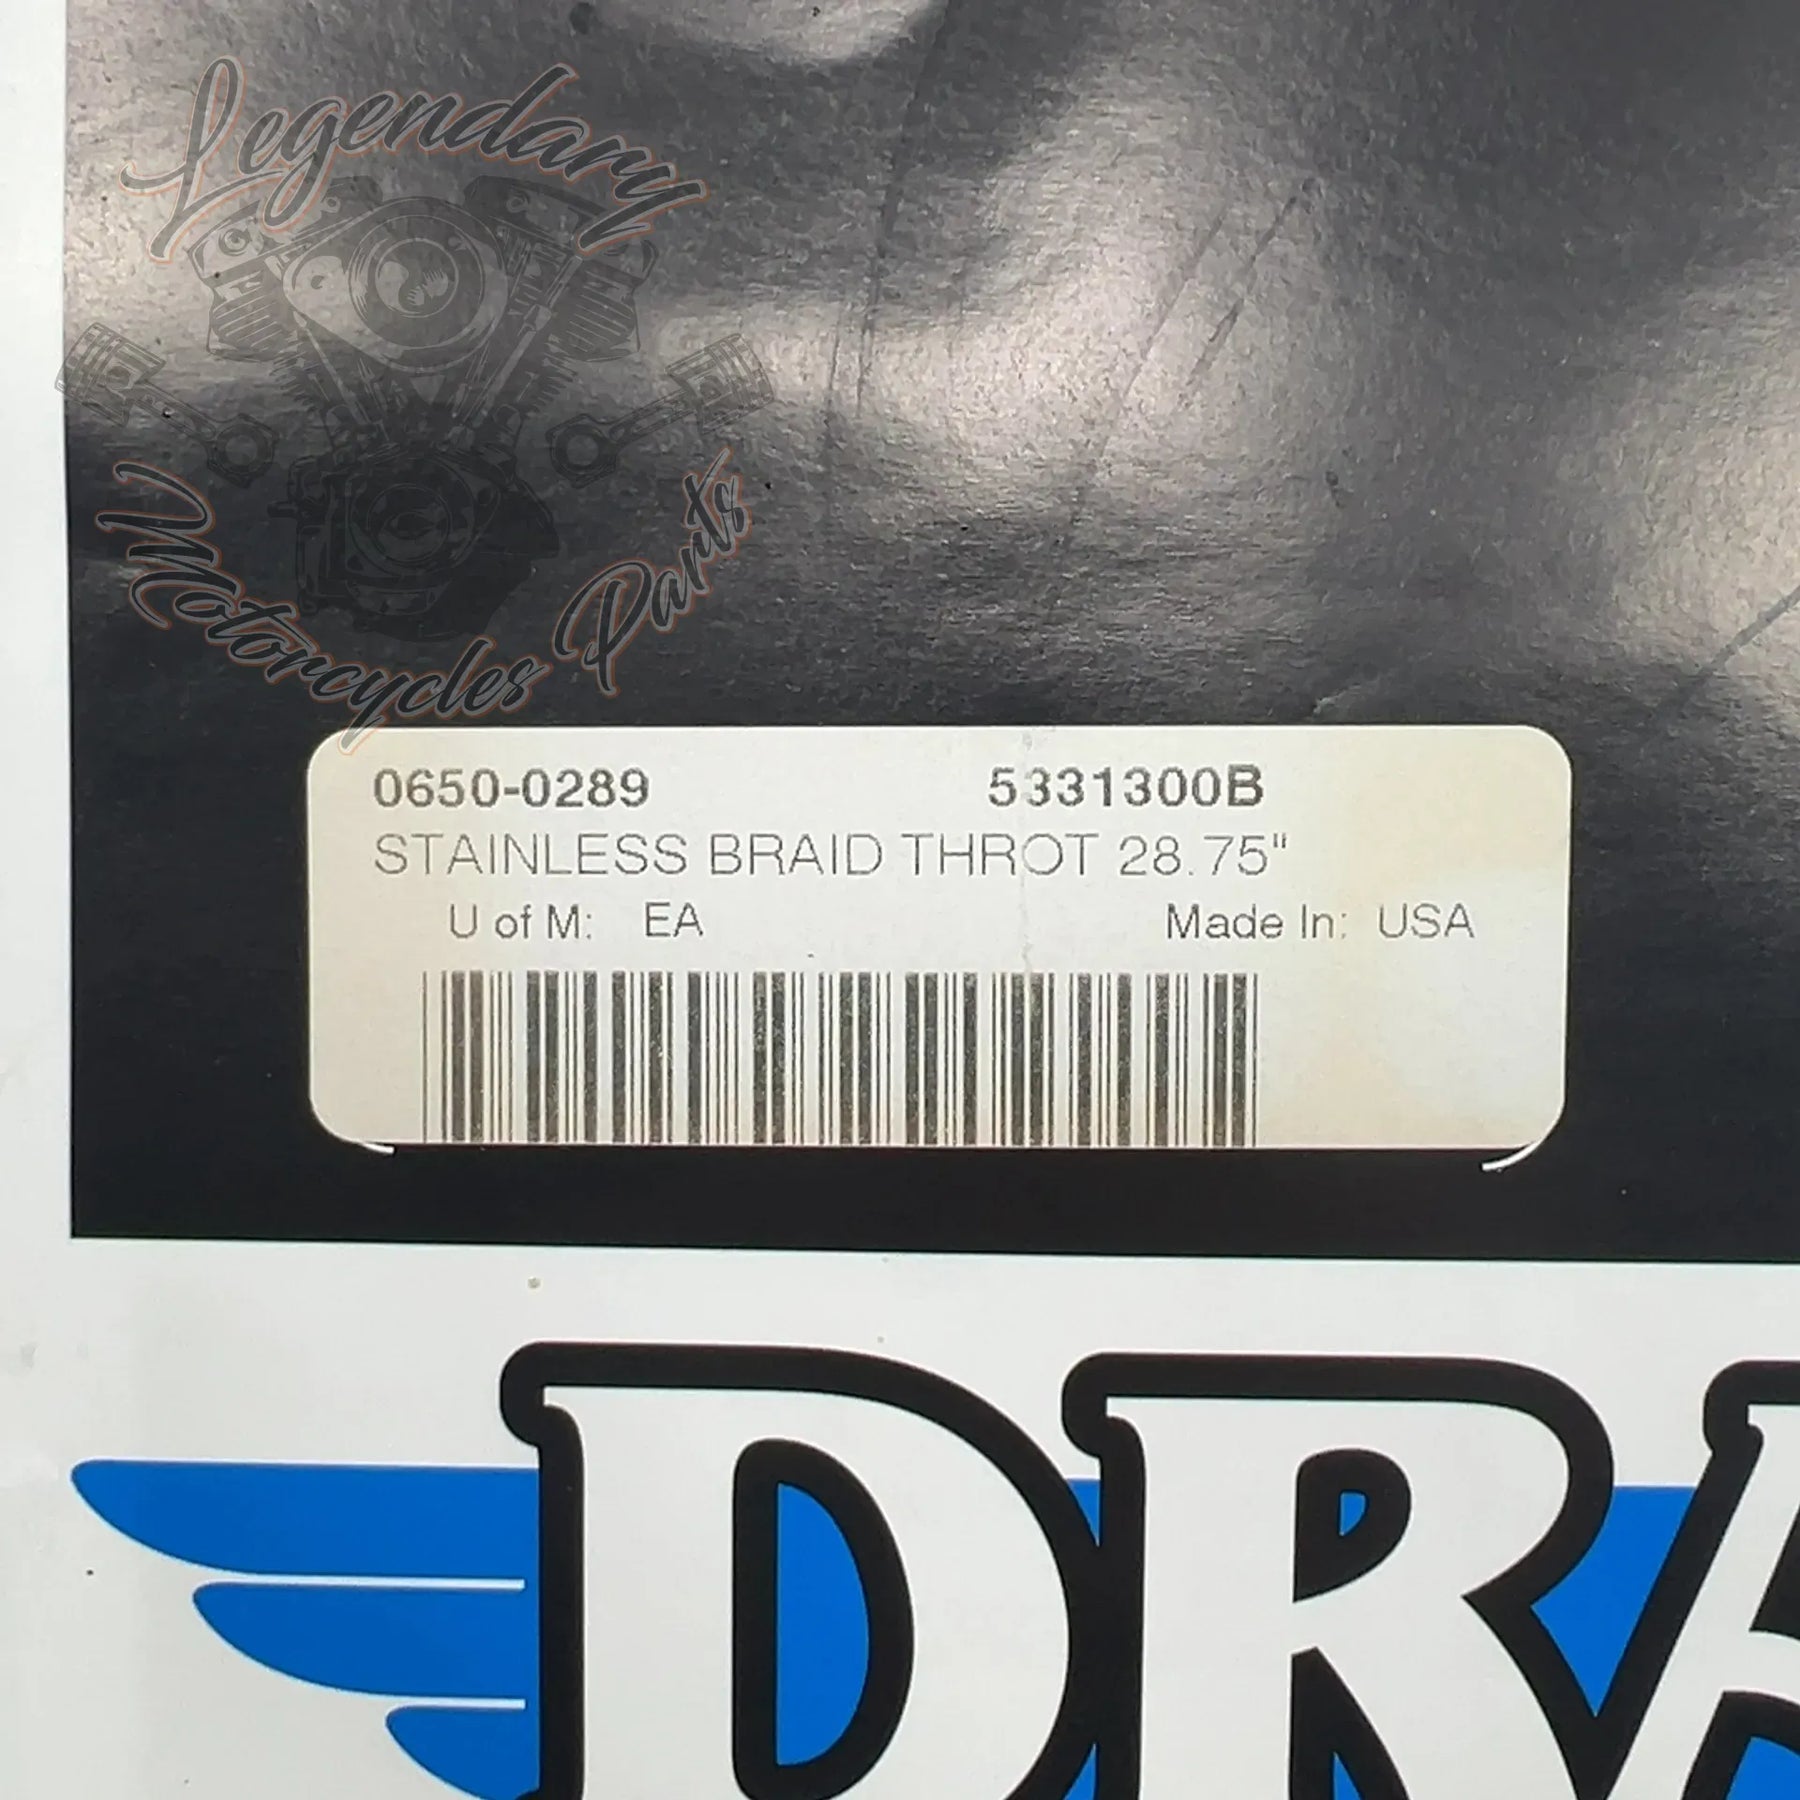 Legendary
Motorcycles Parts
0650-0289 5331300B
STAINLESS BRAID THROT 28.75"
U of M: EA Made In: USA
DRA